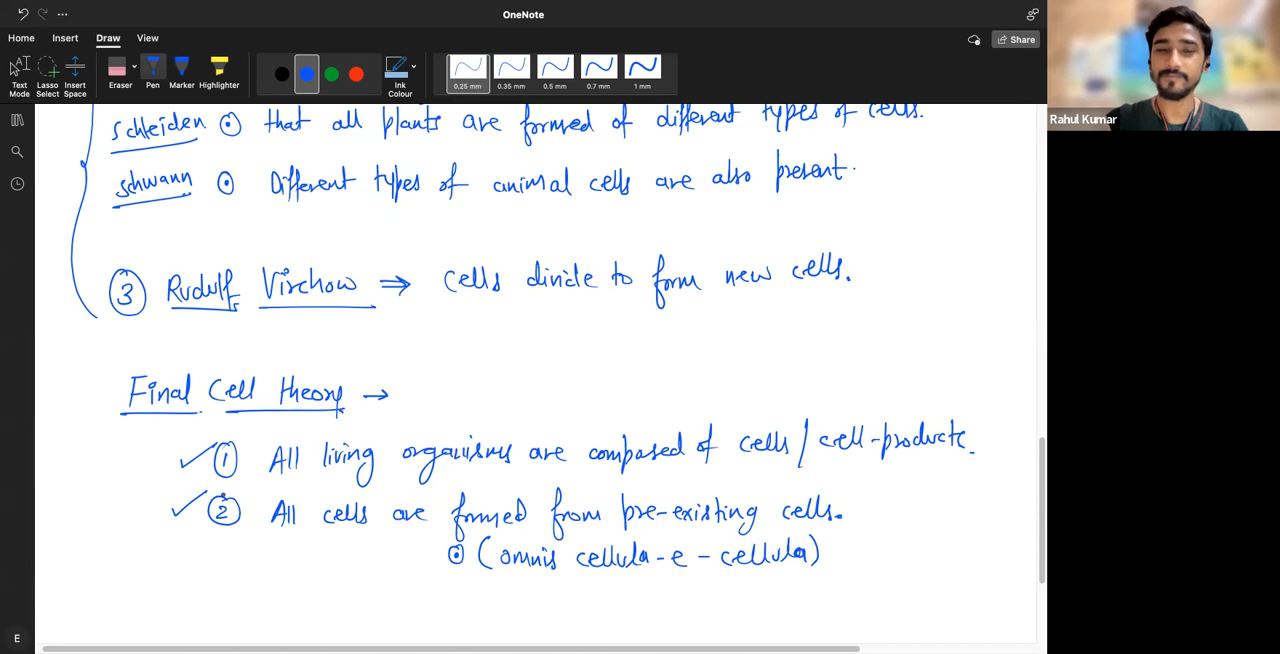 OneNote
Home Insert Draw View
Share
Text Mode
Lasso Select
Insert Space
Eraser
Pen
Marker
Highlighter
Ink Colour
0.25 mm 0.35 mm 0.5 mm 0.7 mm 1 mm
Rahul Kumar
Schleiden ⊙ that all plants are formed of different types of cells.
Schwann ⊙ Different types of animal cells are also present.
③ Rudulf Virchow ⇒ cells divide to form new cells.
Final Cell theory →
① All living organisms are composed of cells / cell-products.
② All cells are formed from pre-existing cells.
⊙ (omnis cellula-e-cellula)
E